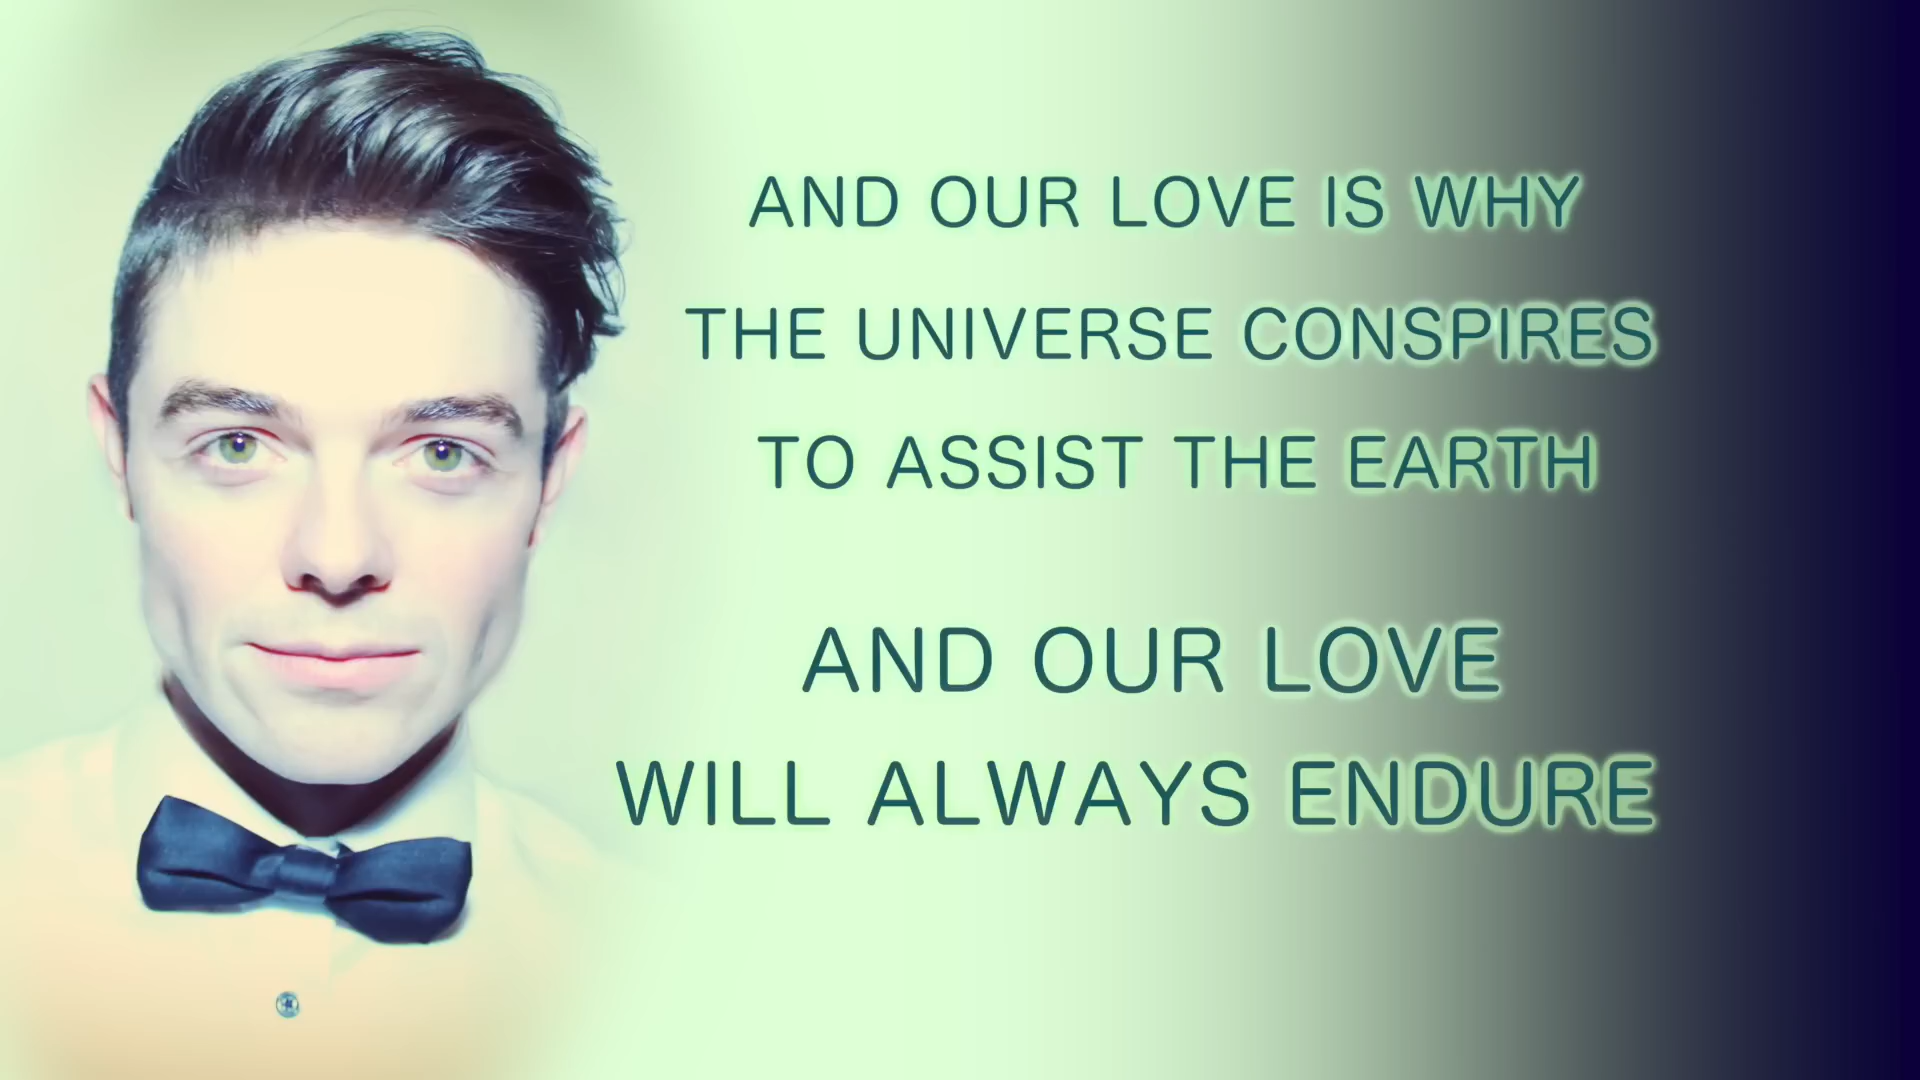 AND OUR LOVE IS WHY
THE UNIVERSE CONSPIRES
TO ASSIST THE EARTH
AND OUR LOVE
WILL ALWAYS ENDURE